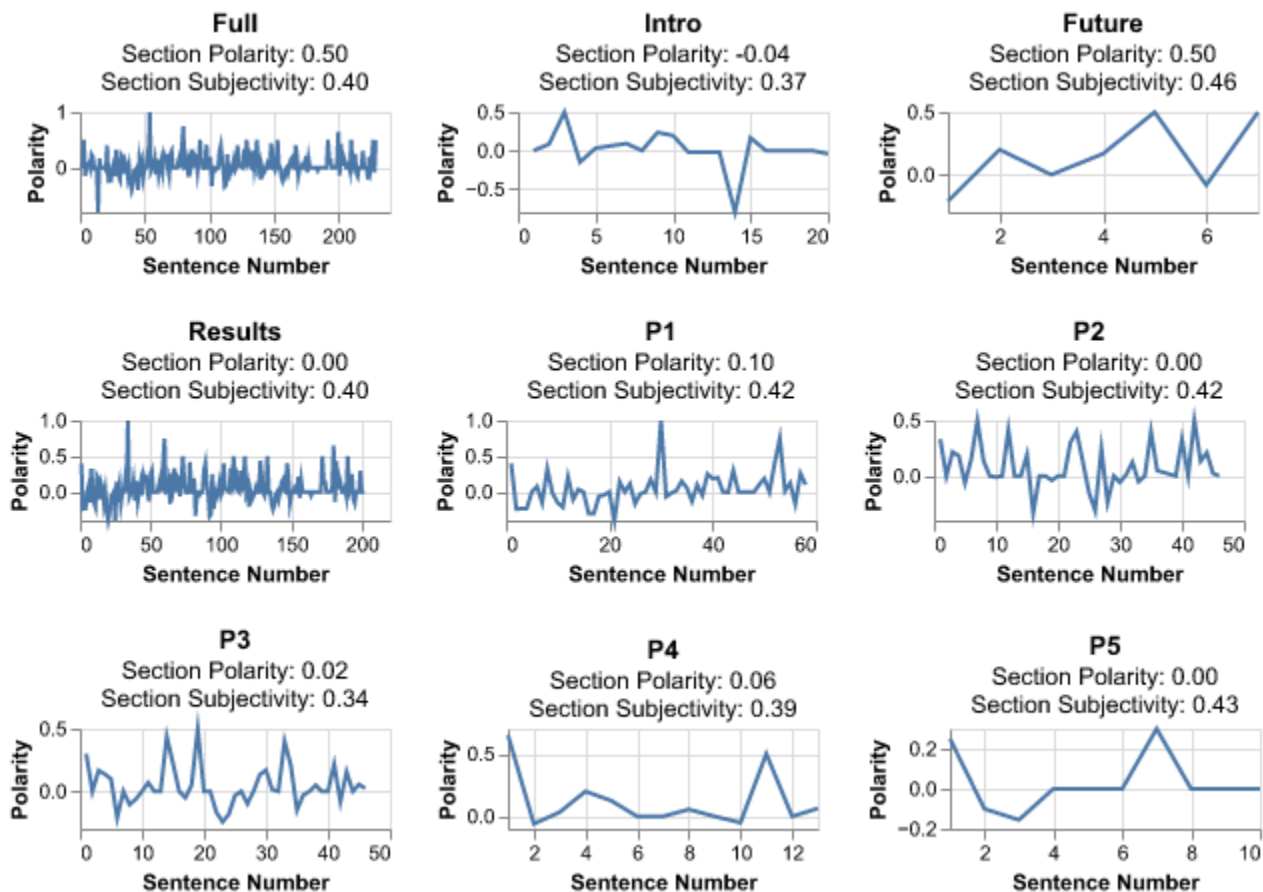 Full
Section Polarity: 0.50
Section Subjectivity: 0.40
1
0
Polarity
0 50 100 150 200
Sentence Number
Intro
Section Polarity: -0.04
Section Subjectivity: 0.37
0.5
0.0
−0.5
Polarity
0 5 10 15 20
Sentence Number
Future
Section Polarity: 0.50
Section Subjectivity: 0.46
0.5
0.0
Polarity
2 4 6
Sentence Number
Results
Section Polarity: 0.00
Section Subjectivity: 0.40
1.0
0.5
0.0
Polarity
0 50 100 150 200
Sentence Number
P1
Section Polarity: 0.10
Section Subjectivity: 0.42
1.0
0.5
0.0
Polarity
0 20 40 60
Sentence Number
P2
Section Polarity: 0.00
Section Subjectivity: 0.42
0.5
0.0
Polarity
0 10 20 30 40 50
Sentence Number
P3
Section Polarity: 0.02
Section Subjectivity: 0.34
0.5
0.0
Polarity
0 10 20 30 40 50
Sentence Number
P4
Section Polarity: 0.06
Section Subjectivity: 0.39
0.5
0.0
Polarity
2 4 6 8 10 12
Sentence Number
P5
Section Polarity: 0.00
Section Subjectivity: 0.43
0.2
0.0
−0.2
Polarity
2 4 6 8 10
Sentence Number